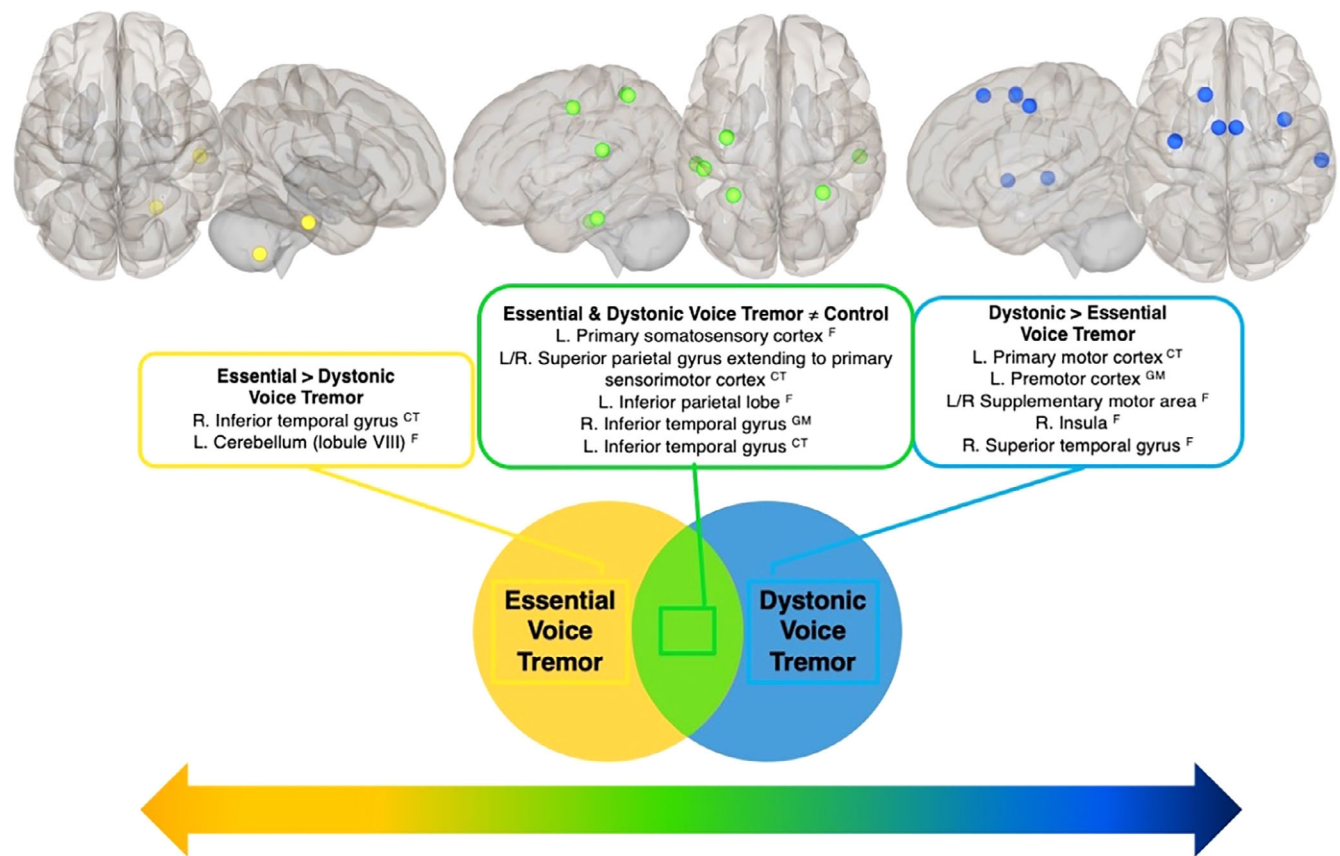 Essential > Dystonic
Voice Tremor
R. Inferior temporal gyrus CT
L. Cerebellum (lobule VIII) F
Essential & Dystonic Voice Tremor ≠ Control
L. Primary somatosensory cortex F
L/R. Superior parietal gyrus extending to primary
sensorimotor cortex CT
L. Inferior parietal lobe F
R. Inferior temporal gyrus GM
L. Inferior temporal gyrus CT
Dystonic > Essential
Voice Tremor
L. Primary motor cortex CT
L. Premotor cortex GM
L/R Supplementary motor area F
R. Insula F
R. Superior temporal gyrus F
Essential
Voice
Tremor
Dystonic
Voice
Tremor